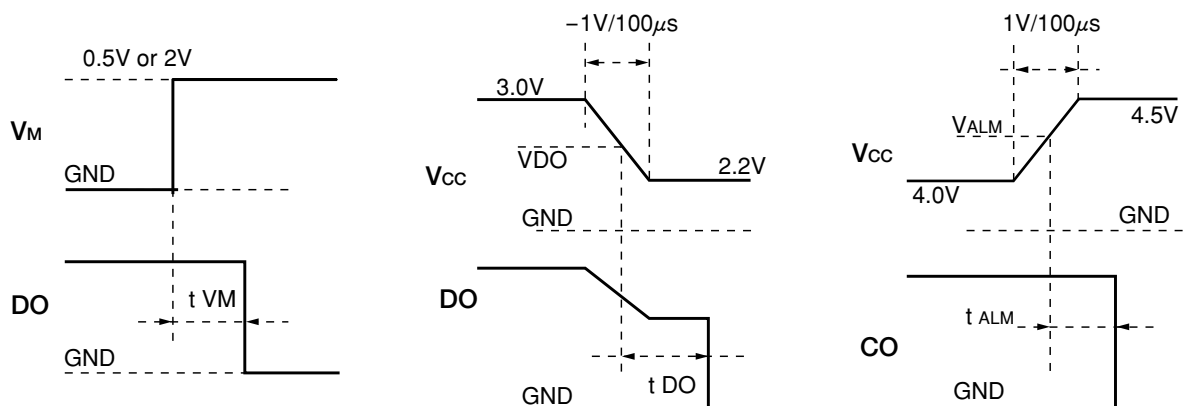 0.5V or 2V
VM
GND
DO
t VM
GND
−1V/100μs
3.0V
VDO
VCC
2.2V
GND
DO
t DO
GND
1V/100μs
VALM
4.5V
VCC
4.0V
GND
t ALM
CO
GND